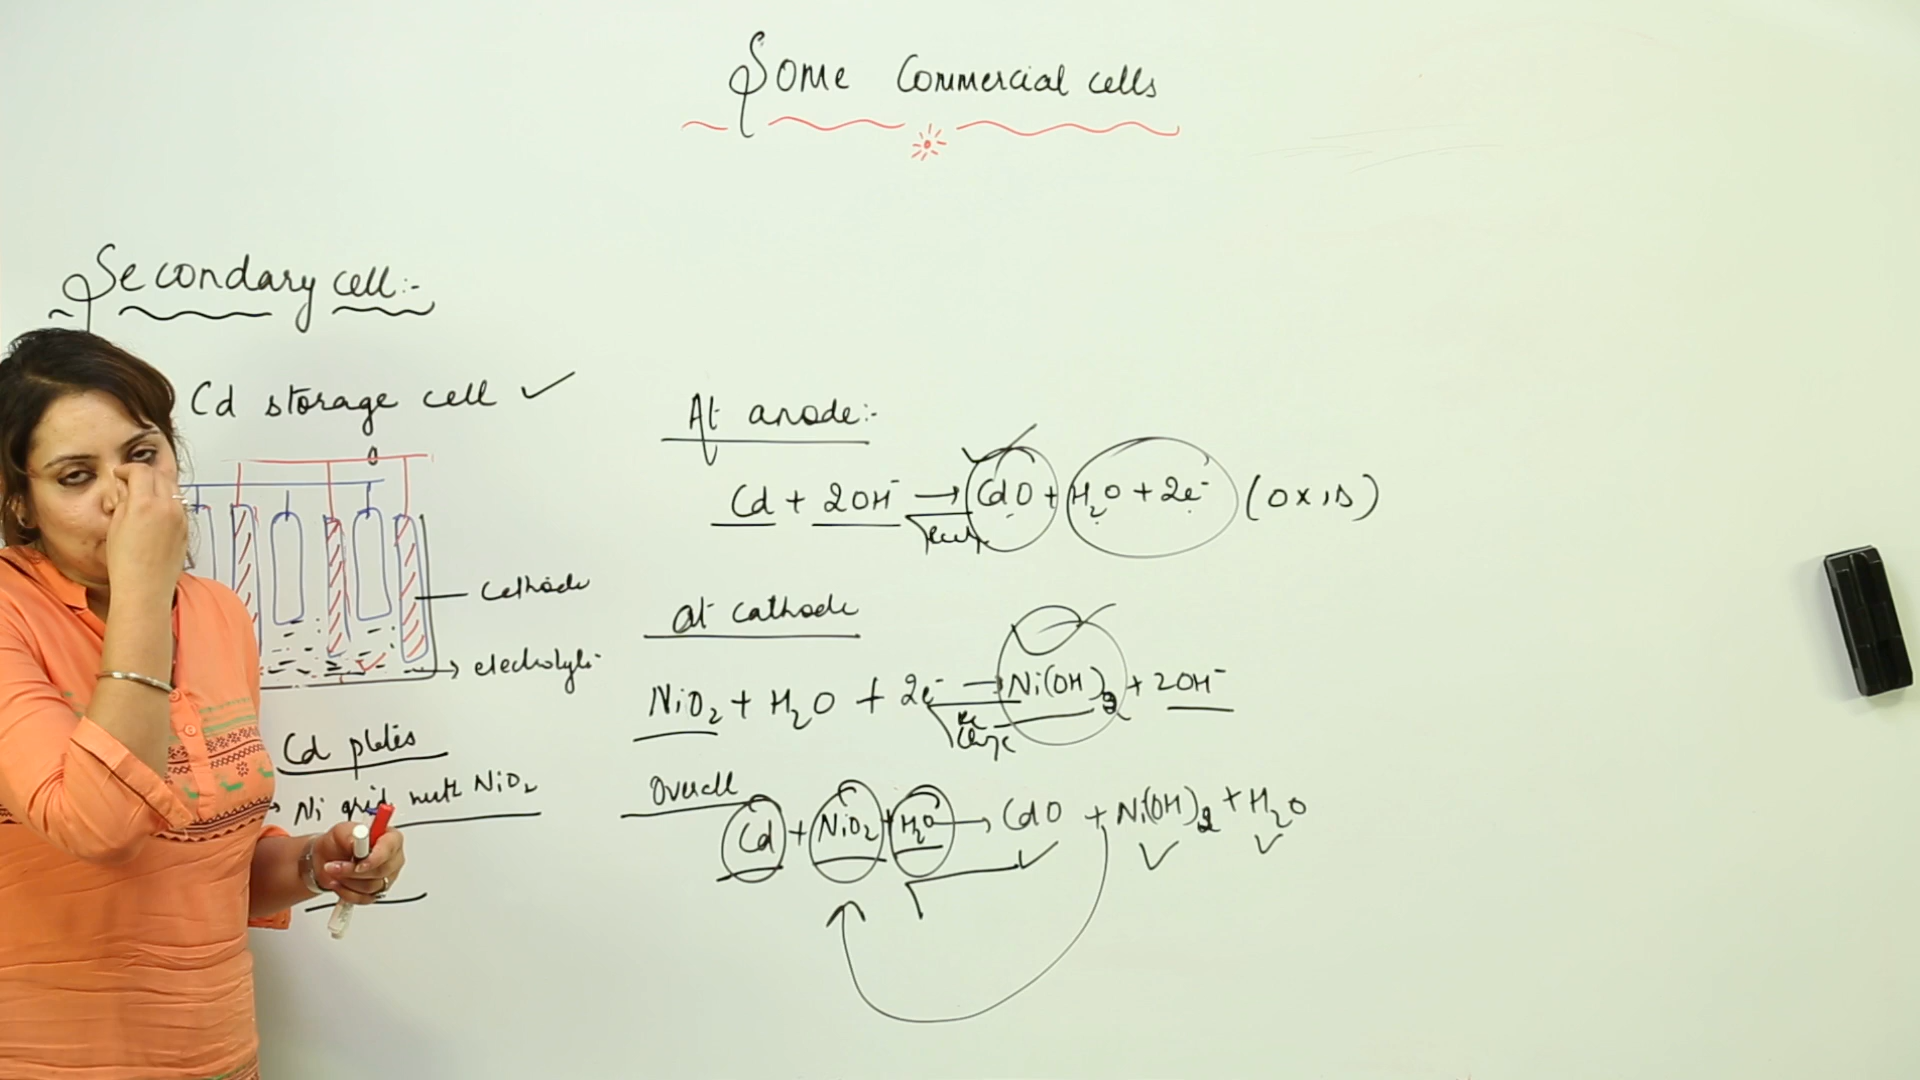 Some Commercial cells
Secondary cell:-
Cd storage cell ✓
Cathode
electrolyte
Cd plates
Ni grid with NiO₂
At anode:-
Cd + 2OH⁻ → CdO + H₂O + 2e⁻ (OXID)
at cathode
NiO₂ + H₂O + 2e⁻ → Ni(OH)₂ + 2OH⁻
Overall
Cd + NiO₂ + H₂O → CdO + Ni(OH)₂ + H₂O